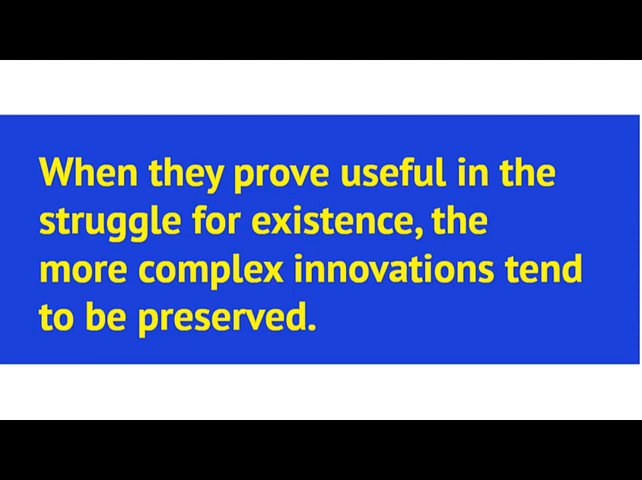 When they prove useful in the
struggle for existence, the
more complex innovations tend
to be preserved.